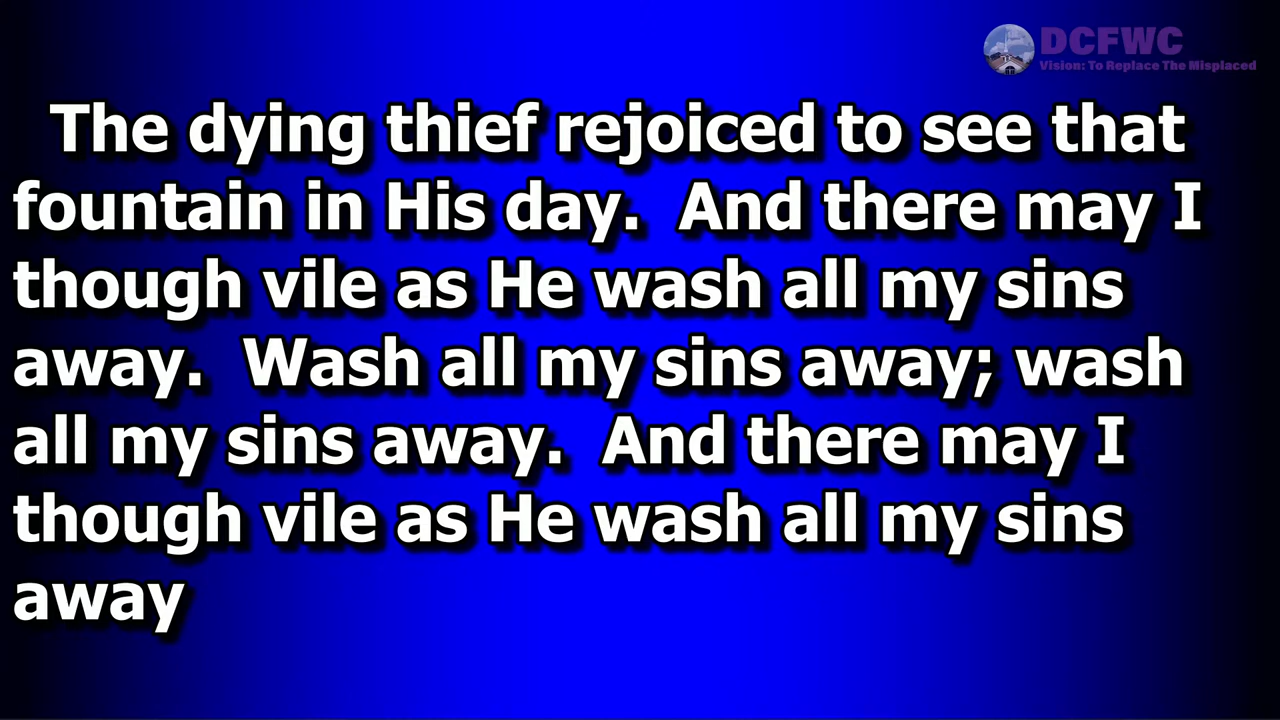 DCFWC
Vision: To Replace The Misplaced
The dying thief rejoiced to see that
fountain in His day.  And there may I
though vile as He wash all my sins
away.  Wash all my sins away; wash
all my sins away.  And there may I
though vile as He wash all my sins
away